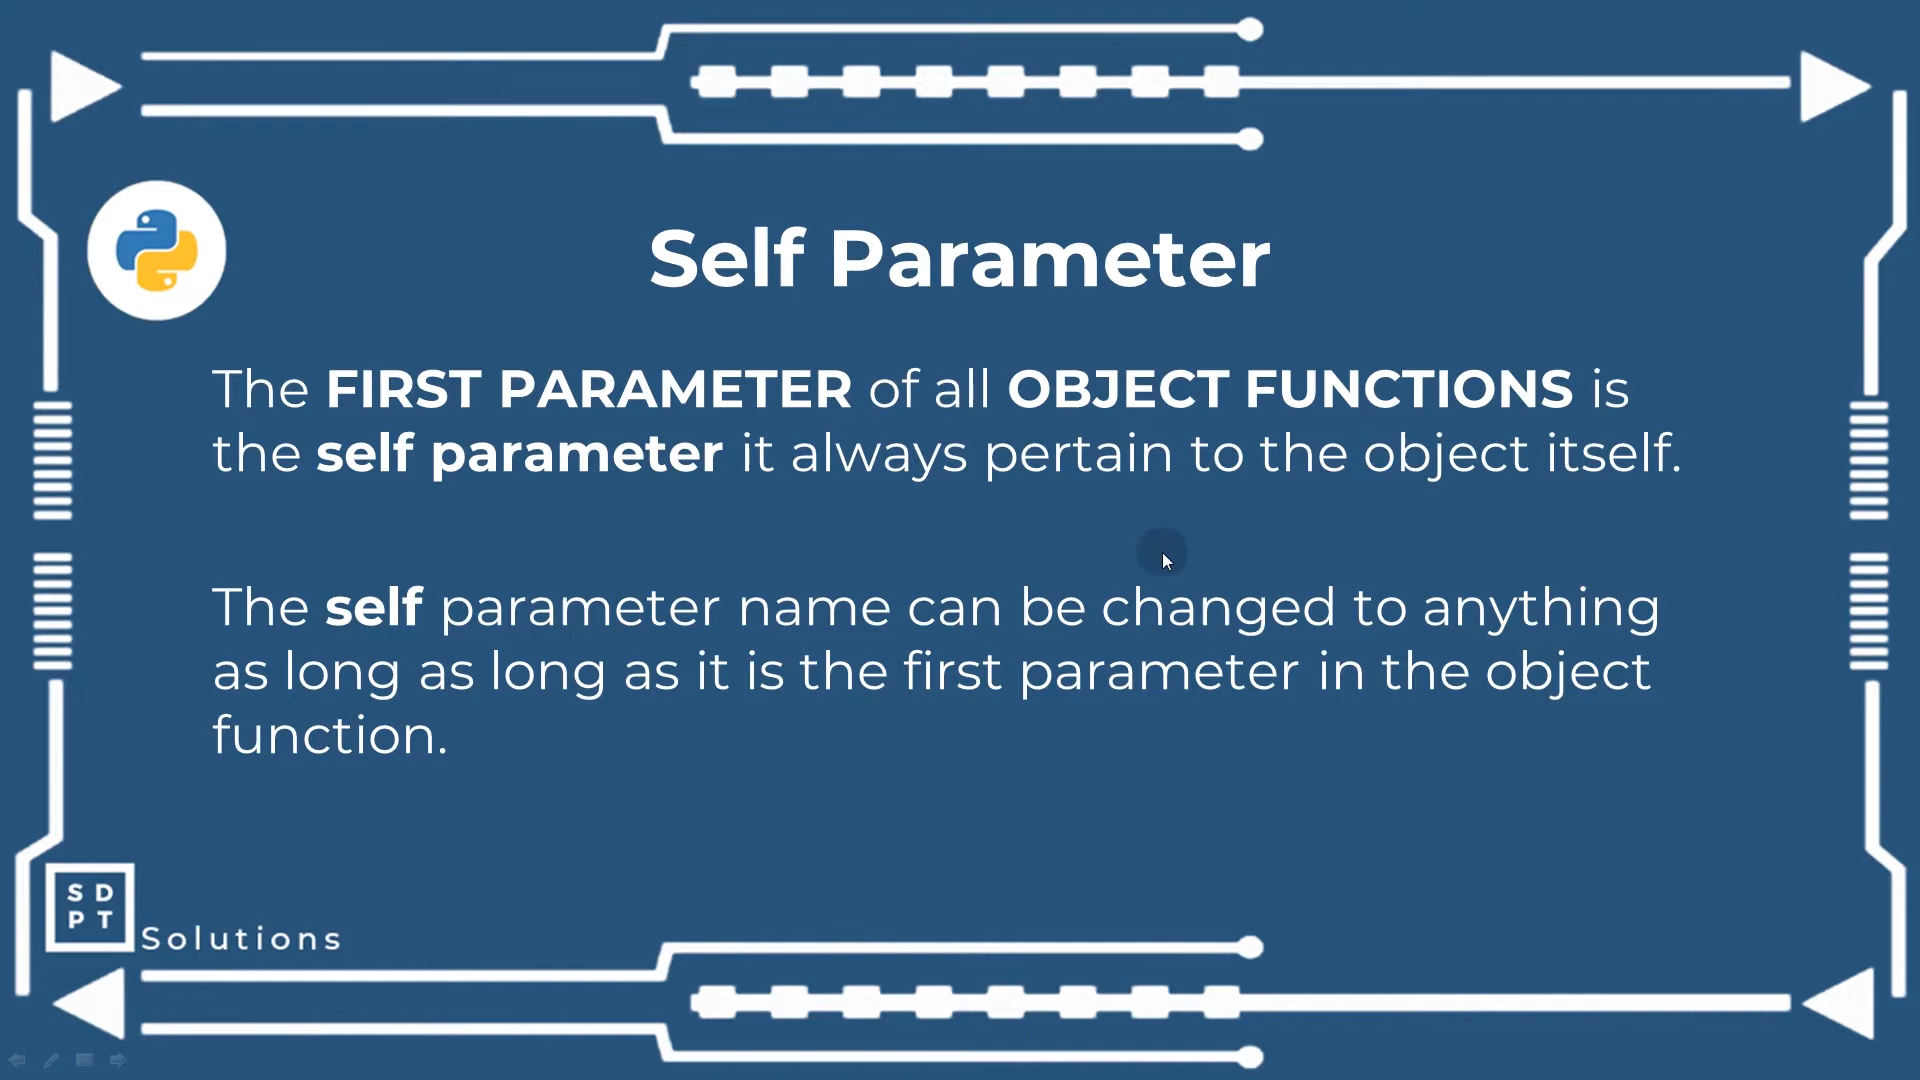 Self Parameter
The FIRST PARAMETER of all OBJECT FUNCTIONS is
the self parameter it always pertain to the object itself.
The self parameter name can be changed to anything
as long as long as it is the first parameter in the object
function.
S D
P T
Solutions